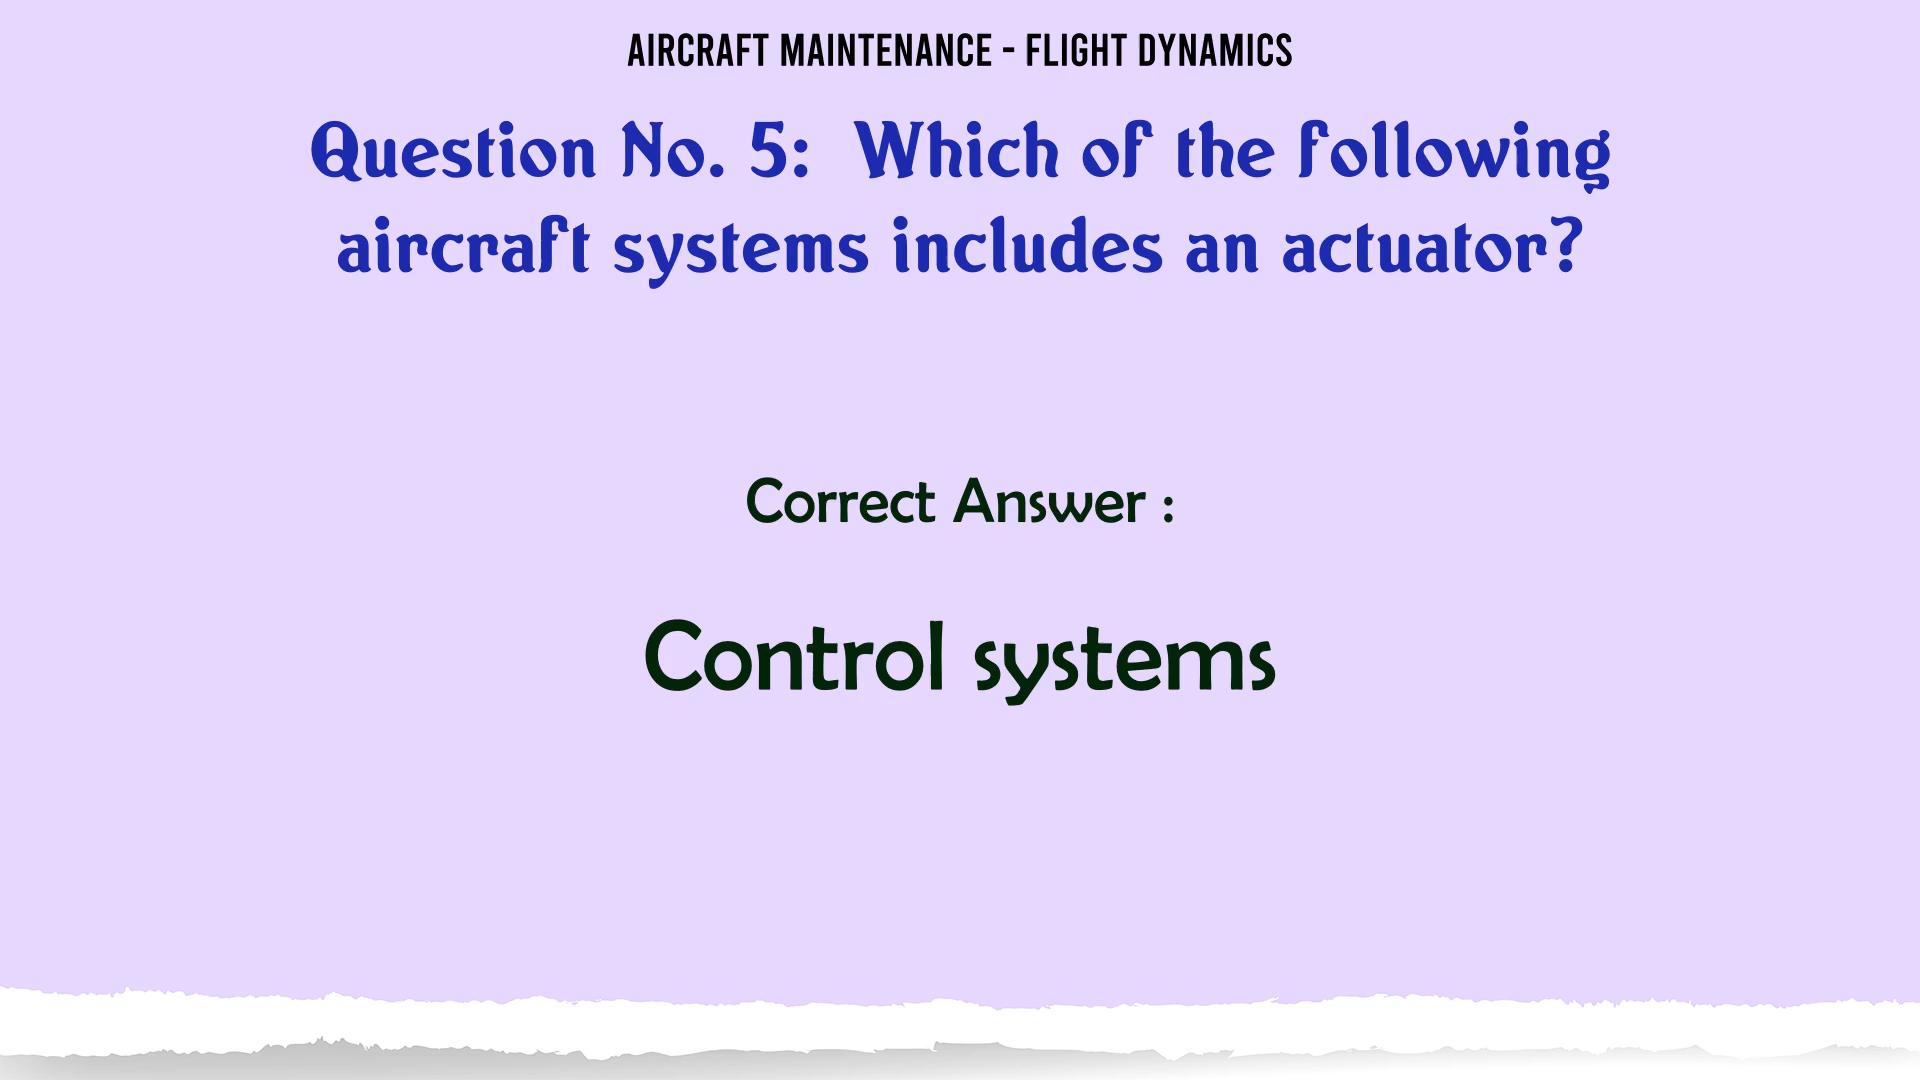 AIRCRAFT MAINTENANCE - FLIGHT DYNAMICS
Question No. 5:  Which of the following
aircraft systems includes an actuator?
Correct Answer :
Control systems